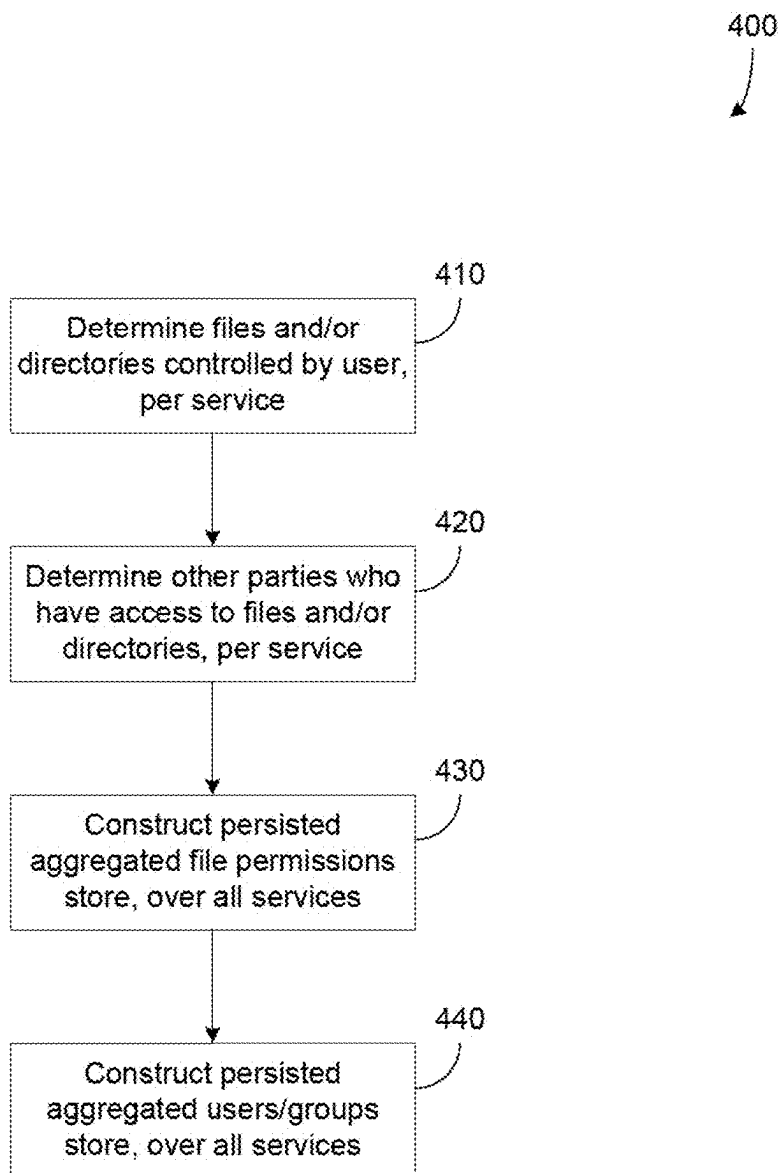 400
410
Determine files and/or
directories controlled by user,
per service
420
Determine other parties who
have access to files and/or
directories, per service
430
Construct persisted
aggregated file permissions
store, over all services
440
Construct persisted
aggregated users/groups
store, over all services